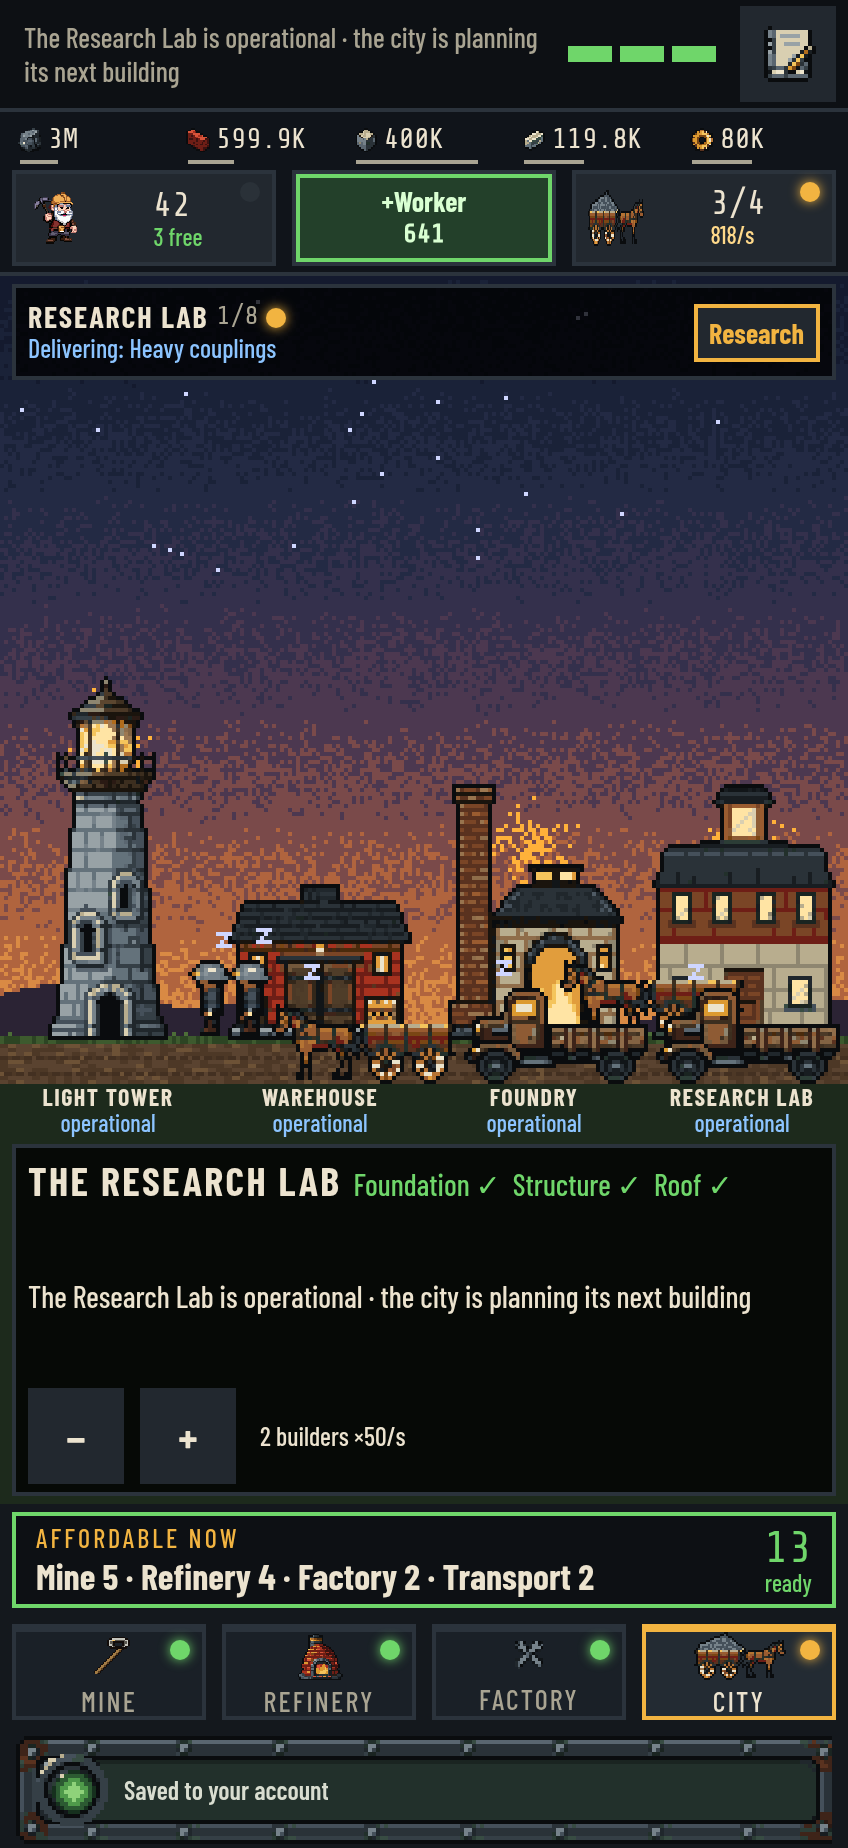 The Research Lab is operational · the city is planning
its next building
3M 599.9K 400K 119.8K 80K
42
3 free
+Worker
641
3/4
818/s
RESEARCH LAB 1/8
Delivering: Heavy couplings
Research
z z
z z z
LIGHT TOWER WAREHOUSE FOUNDRY RESEARCH LAB
operational operational operational operational
THE RESEARCH LAB Foundation ✓ Structure ✓ Roof ✓
The Research Lab is operational · the city is planning its next building
− + 2 builders ×50/s
AFFORDABLE NOW
Mine 5 · Refinery 4 · Factory 2 · Transport 2
13
ready
MINE REFINERY FACTORY CITY
Saved to your account